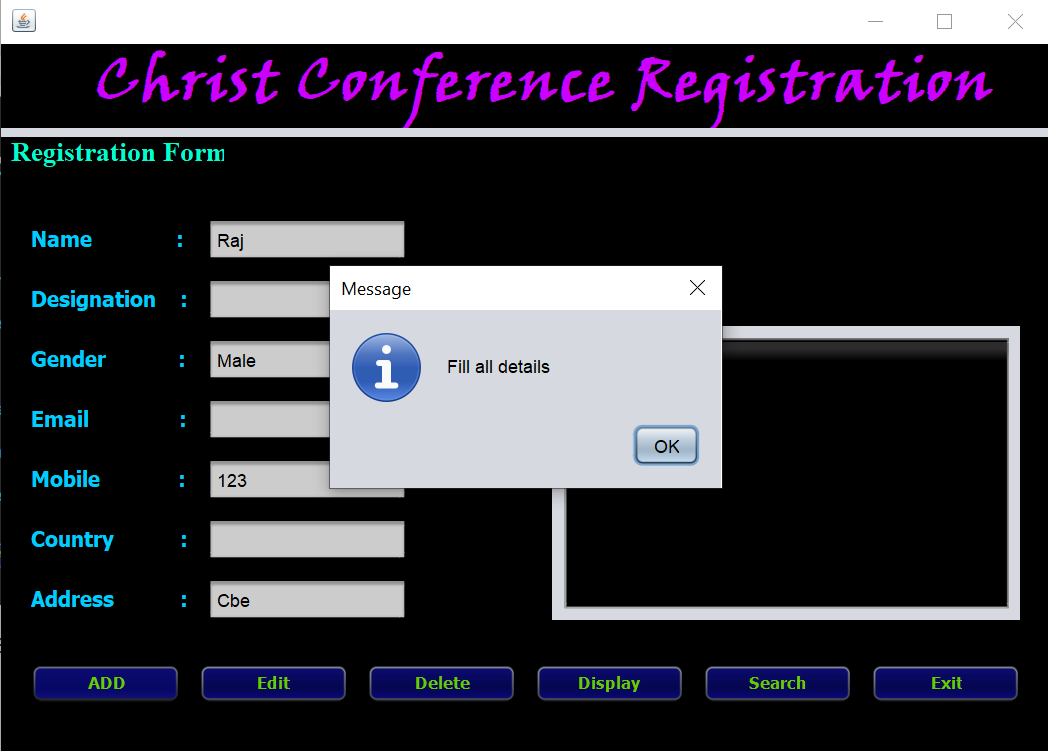 Christ Conference Registration
Registration Form
Name : Raj
Designation :
Gender : Male
Email :
Mobile : 123
Country :
Address : Cbe
Message
Fill all details
OK
ADD Edit Delete Display Search Exit